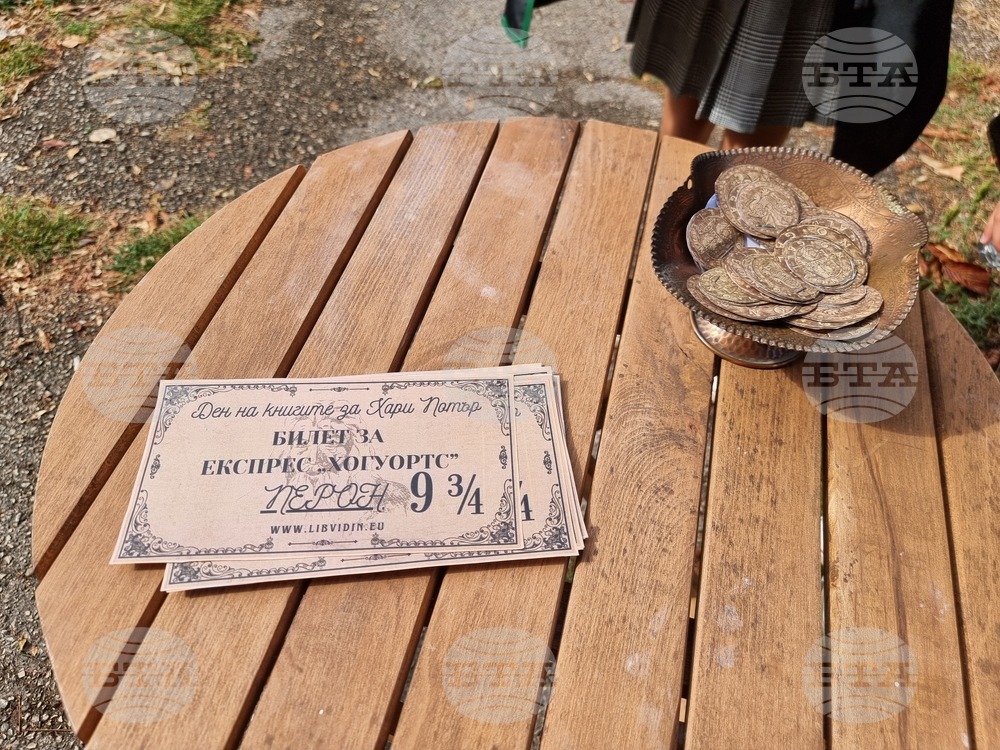 Ден на книгите за Хари Потър
БИЛЕТ ЗА
ЕКСПРЕС „ХОГУОРТС”
ПЕРОН 9 ¾
WWW.LIBVIDIN.EU
БТА